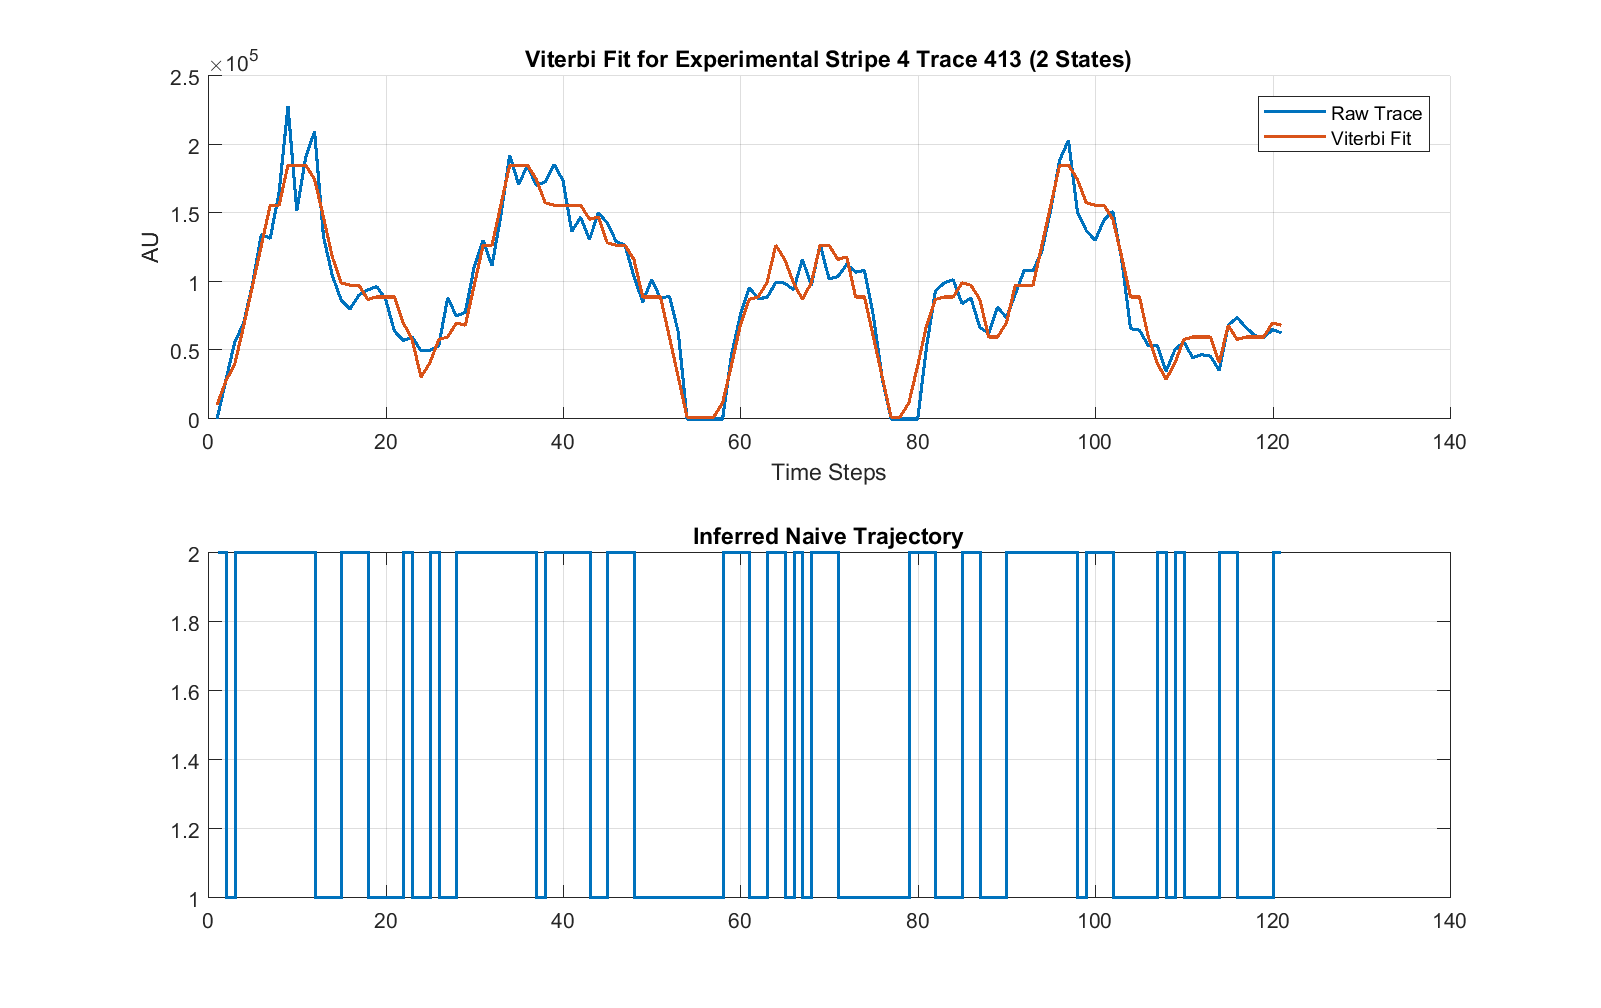 Viterbi Fit for Experimental Stripe 4 Trace 413 (2 States)
×10^5
2.5
2
1.5
1
0.5
0
AU
Raw Trace
Viterbi Fit
0 20 40 60 80 100 120 140
Time Steps
Inferred Naive Trajectory
2
1.8
1.6
1.4
1.2
1
0 20 40 60 80 100 120 140